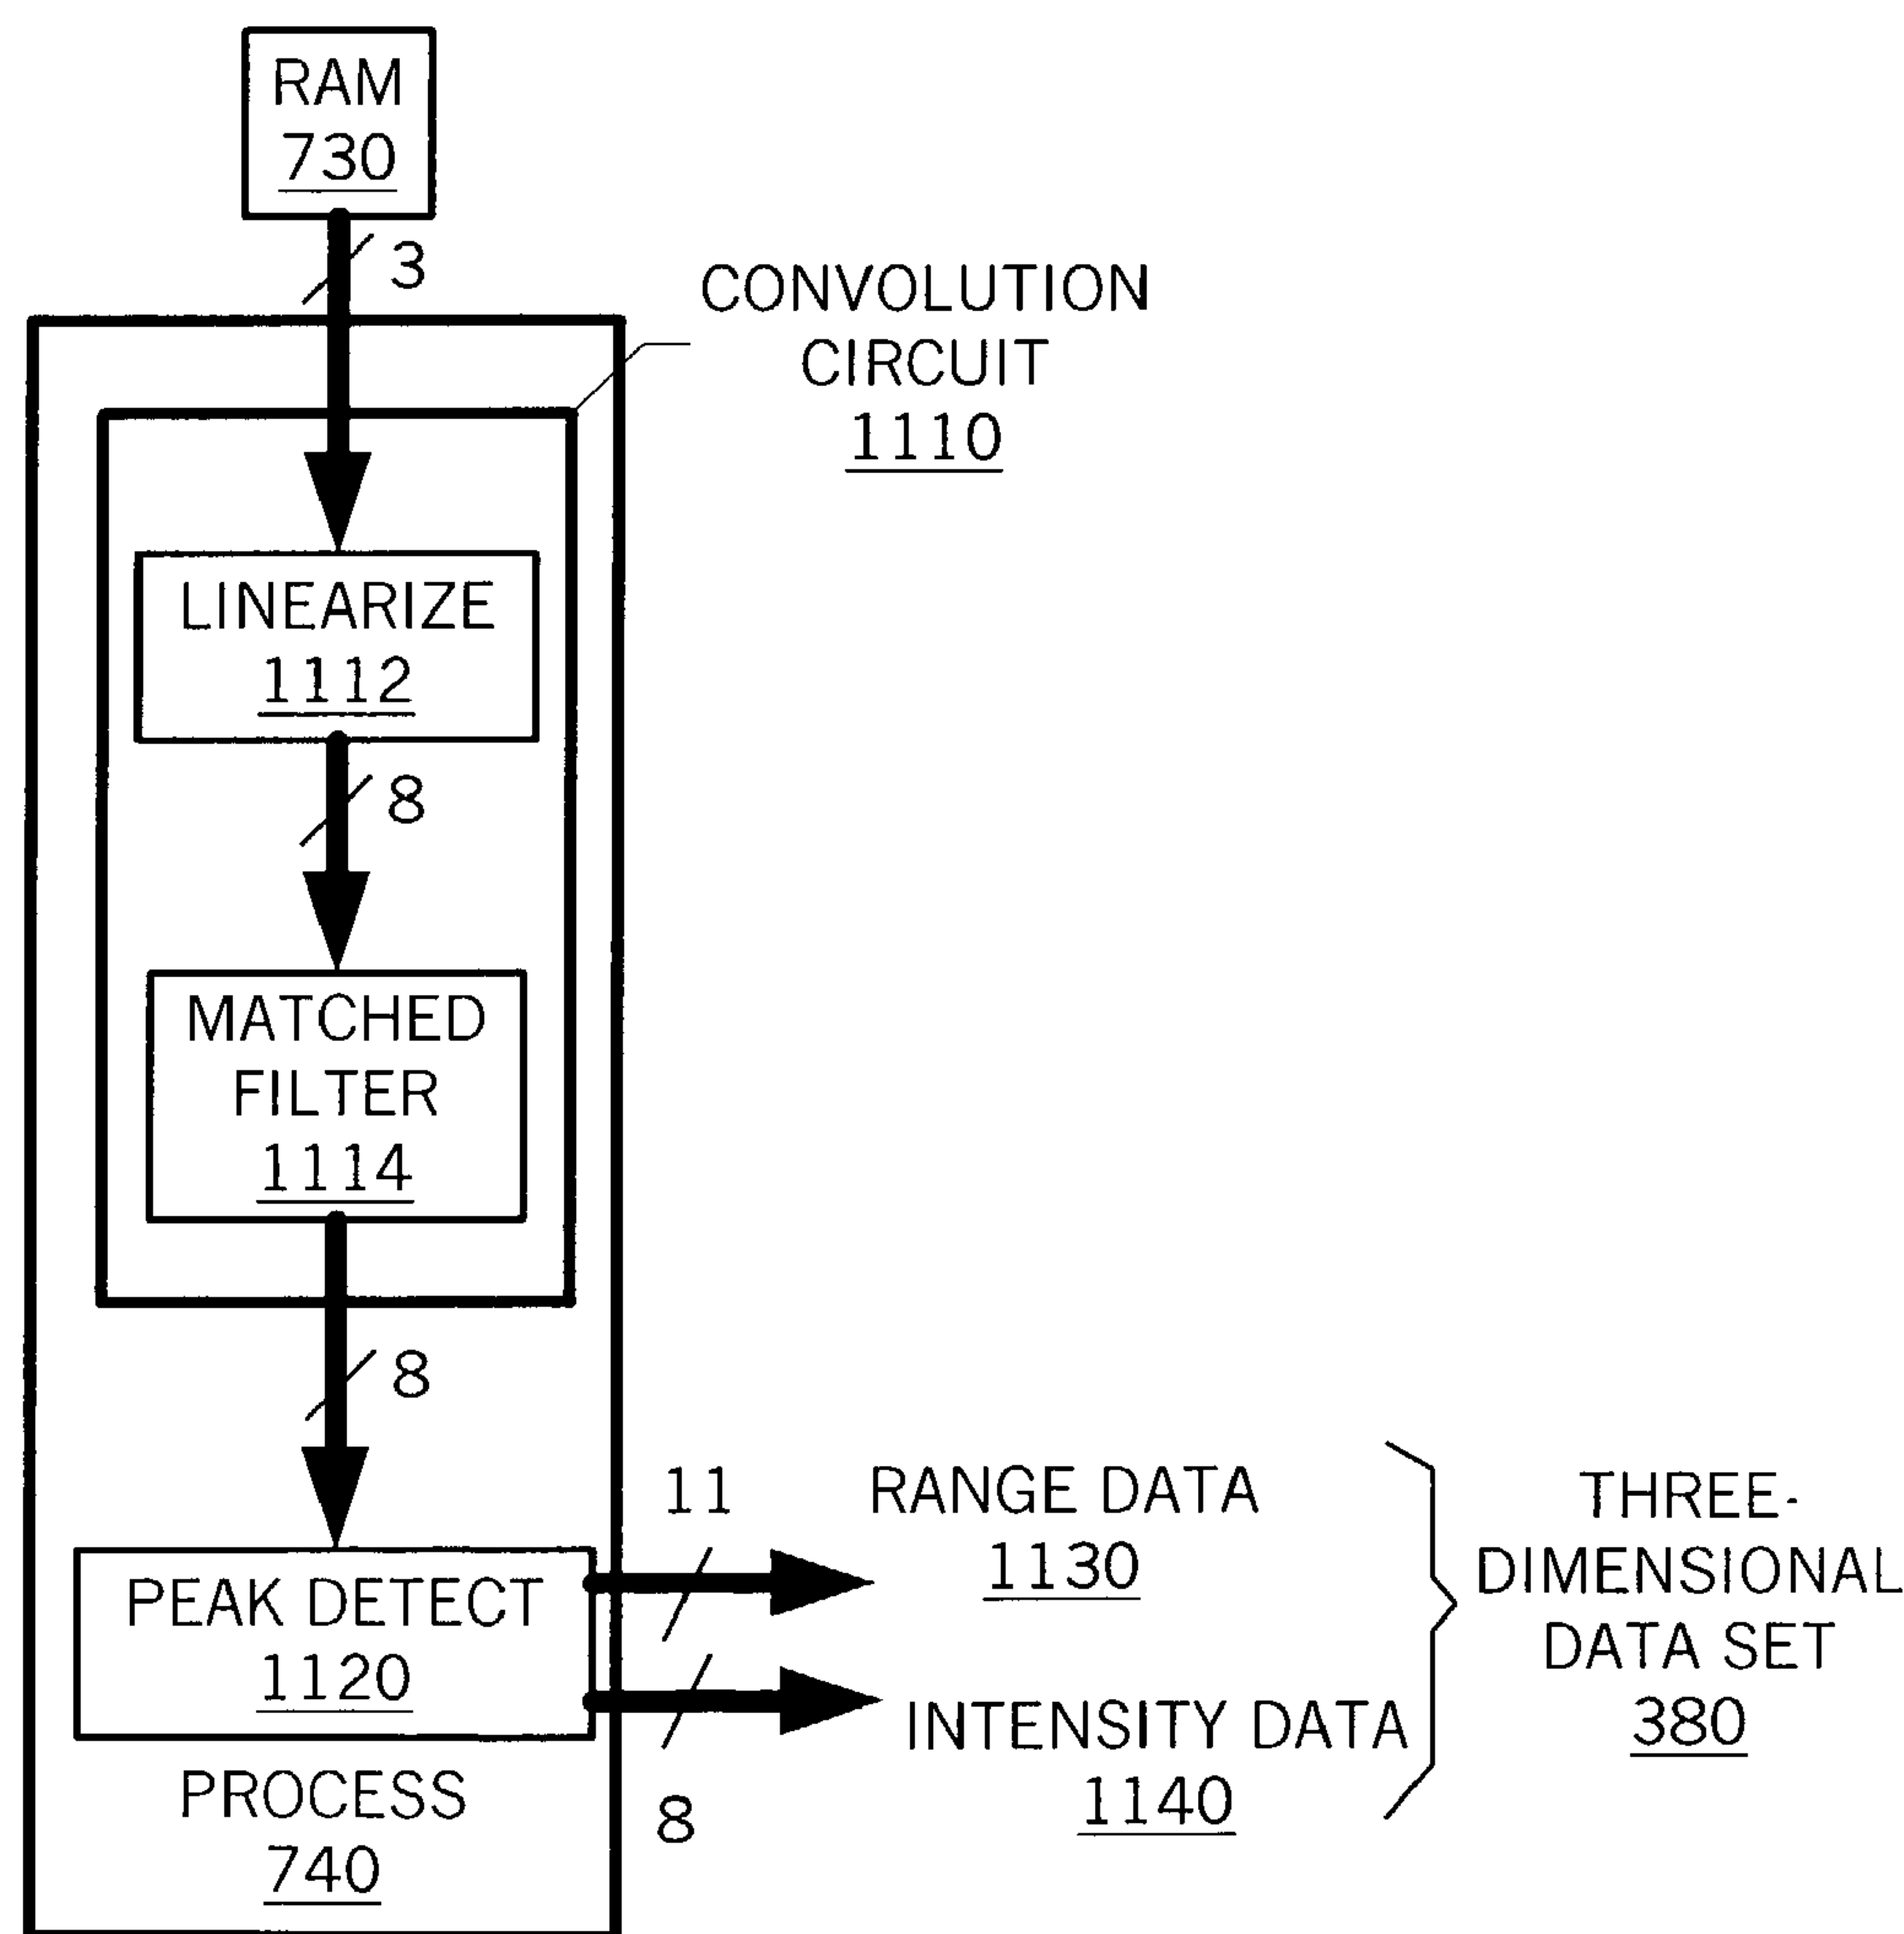 RAM
730
3
CONVOLUTION
CIRCUIT
1110
LINEARIZE
1112
8
MATCHED
FILTER
1114
8
PEAK DETECT
1120
PROCESS
740
11
RANGE DATA
1130
8
INTENSITY DATA
1140
THREE-
DIMENSIONAL
DATA SET
380